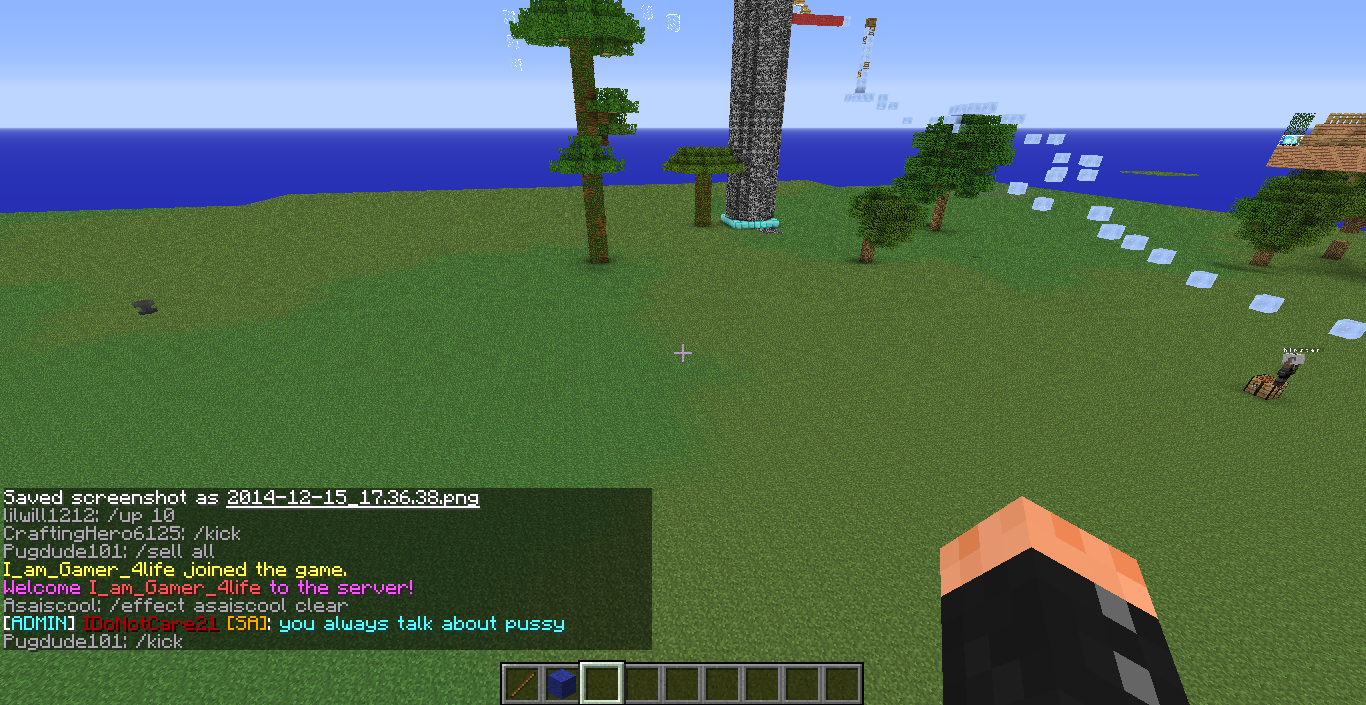 Saved screenshot as 2014-12-15_17.36.38.png
lilwill1212: /up 10
CraftingHero6125: /kick
Pugdude101: /sell all
I_am_Gamer_4life joined the game.
Welcome I_am_Gamer_4life to the server!
Asaiscool: /effect asaiscool clear
[ADMIN] IDoNotCare21 [SA]: you always talk about pussy
Pugdude101: /kick